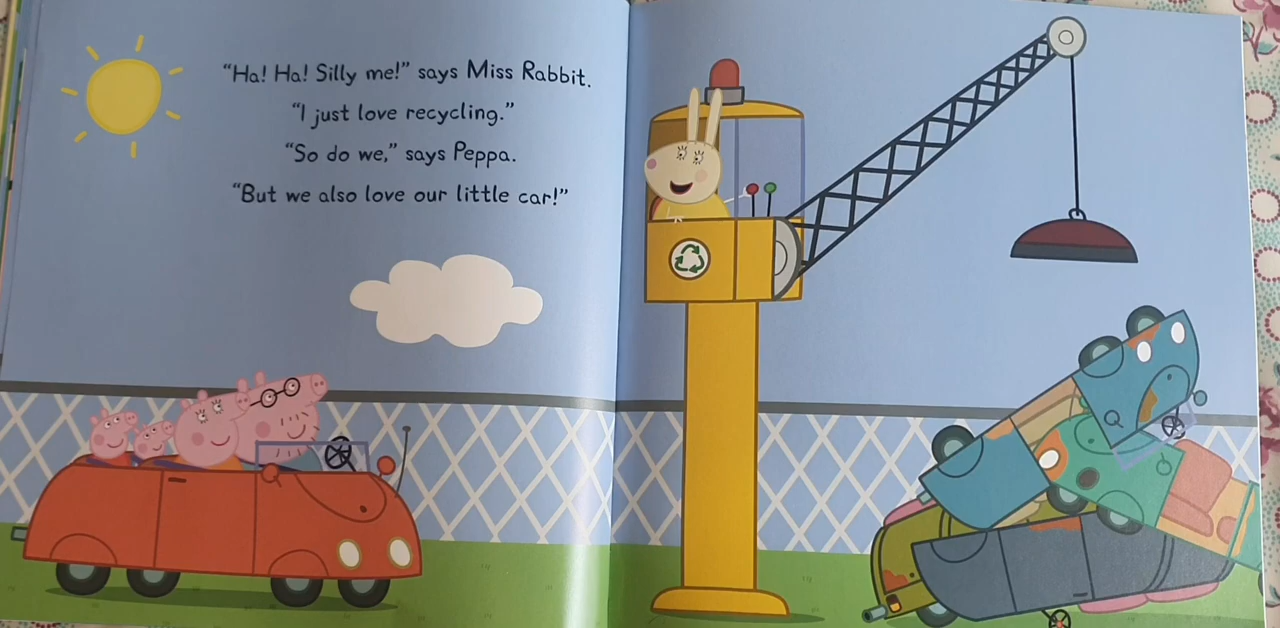 “Ha! Ha! Silly me!” says Miss Rabbit.
“I just love recycling.”
“So do we,” says Peppa.
“But we also love our little car!”